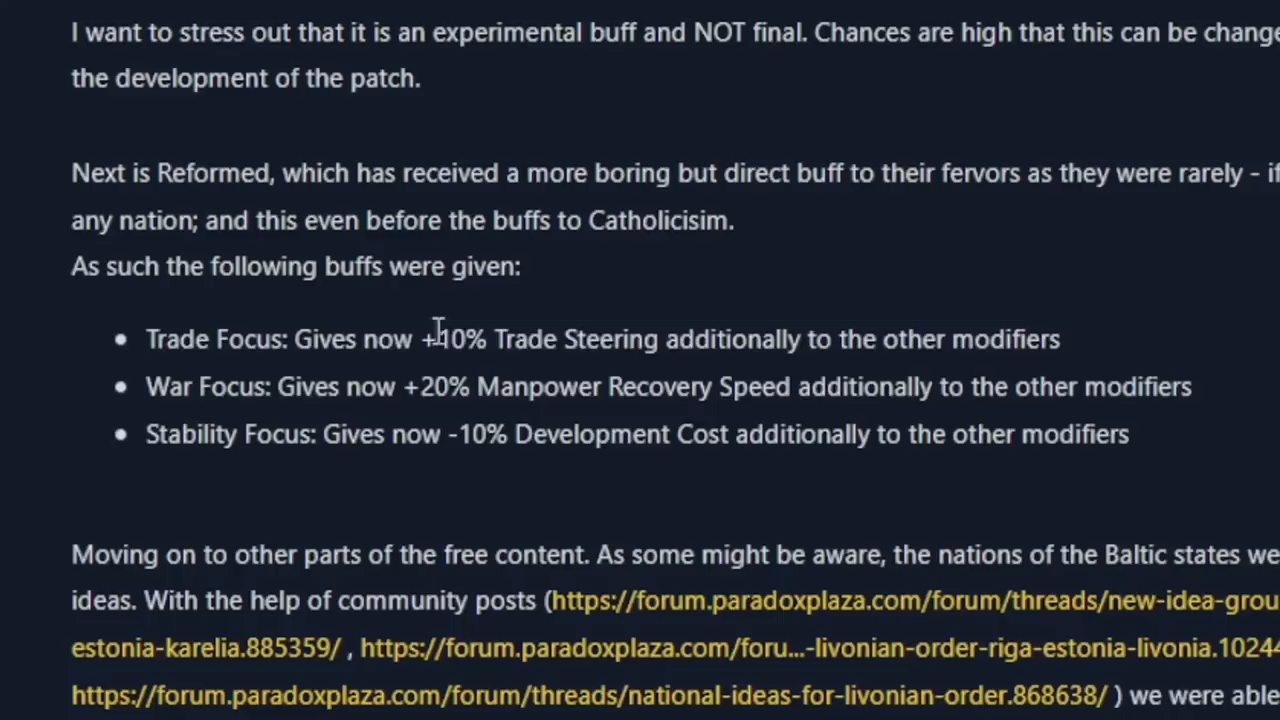 I want to stress out that it is an experimental buff and NOT final. Chances are high that this can be change
the development of the patch.
Next is Reformed, which has received a more boring but direct buff to their fervors as they were rarely - if
any nation; and this even before the buffs to Catholicisim.
As such the following buffs were given:
• Trade Focus: Gives now +10% Trade Steering additionally to the other modifiers
• War Focus: Gives now +20% Manpower Recovery Speed additionally to the other modifiers
• Stability Focus: Gives now -10% Development Cost additionally to the other modifiers
Moving on to other parts of the free content. As some might be aware, the nations of the Baltic states we
ideas. With the help of community posts (https://forum.paradoxplaza.com/forum/threads/new-idea-grou
estonia-karelia.885359/ , https://forum.paradoxplaza.com/foru...-livonian-order-riga-estonia-livonia.10244
https://forum.paradoxplaza.com/forum/threads/national-ideas-for-livonian-order.868638/ ) we were able